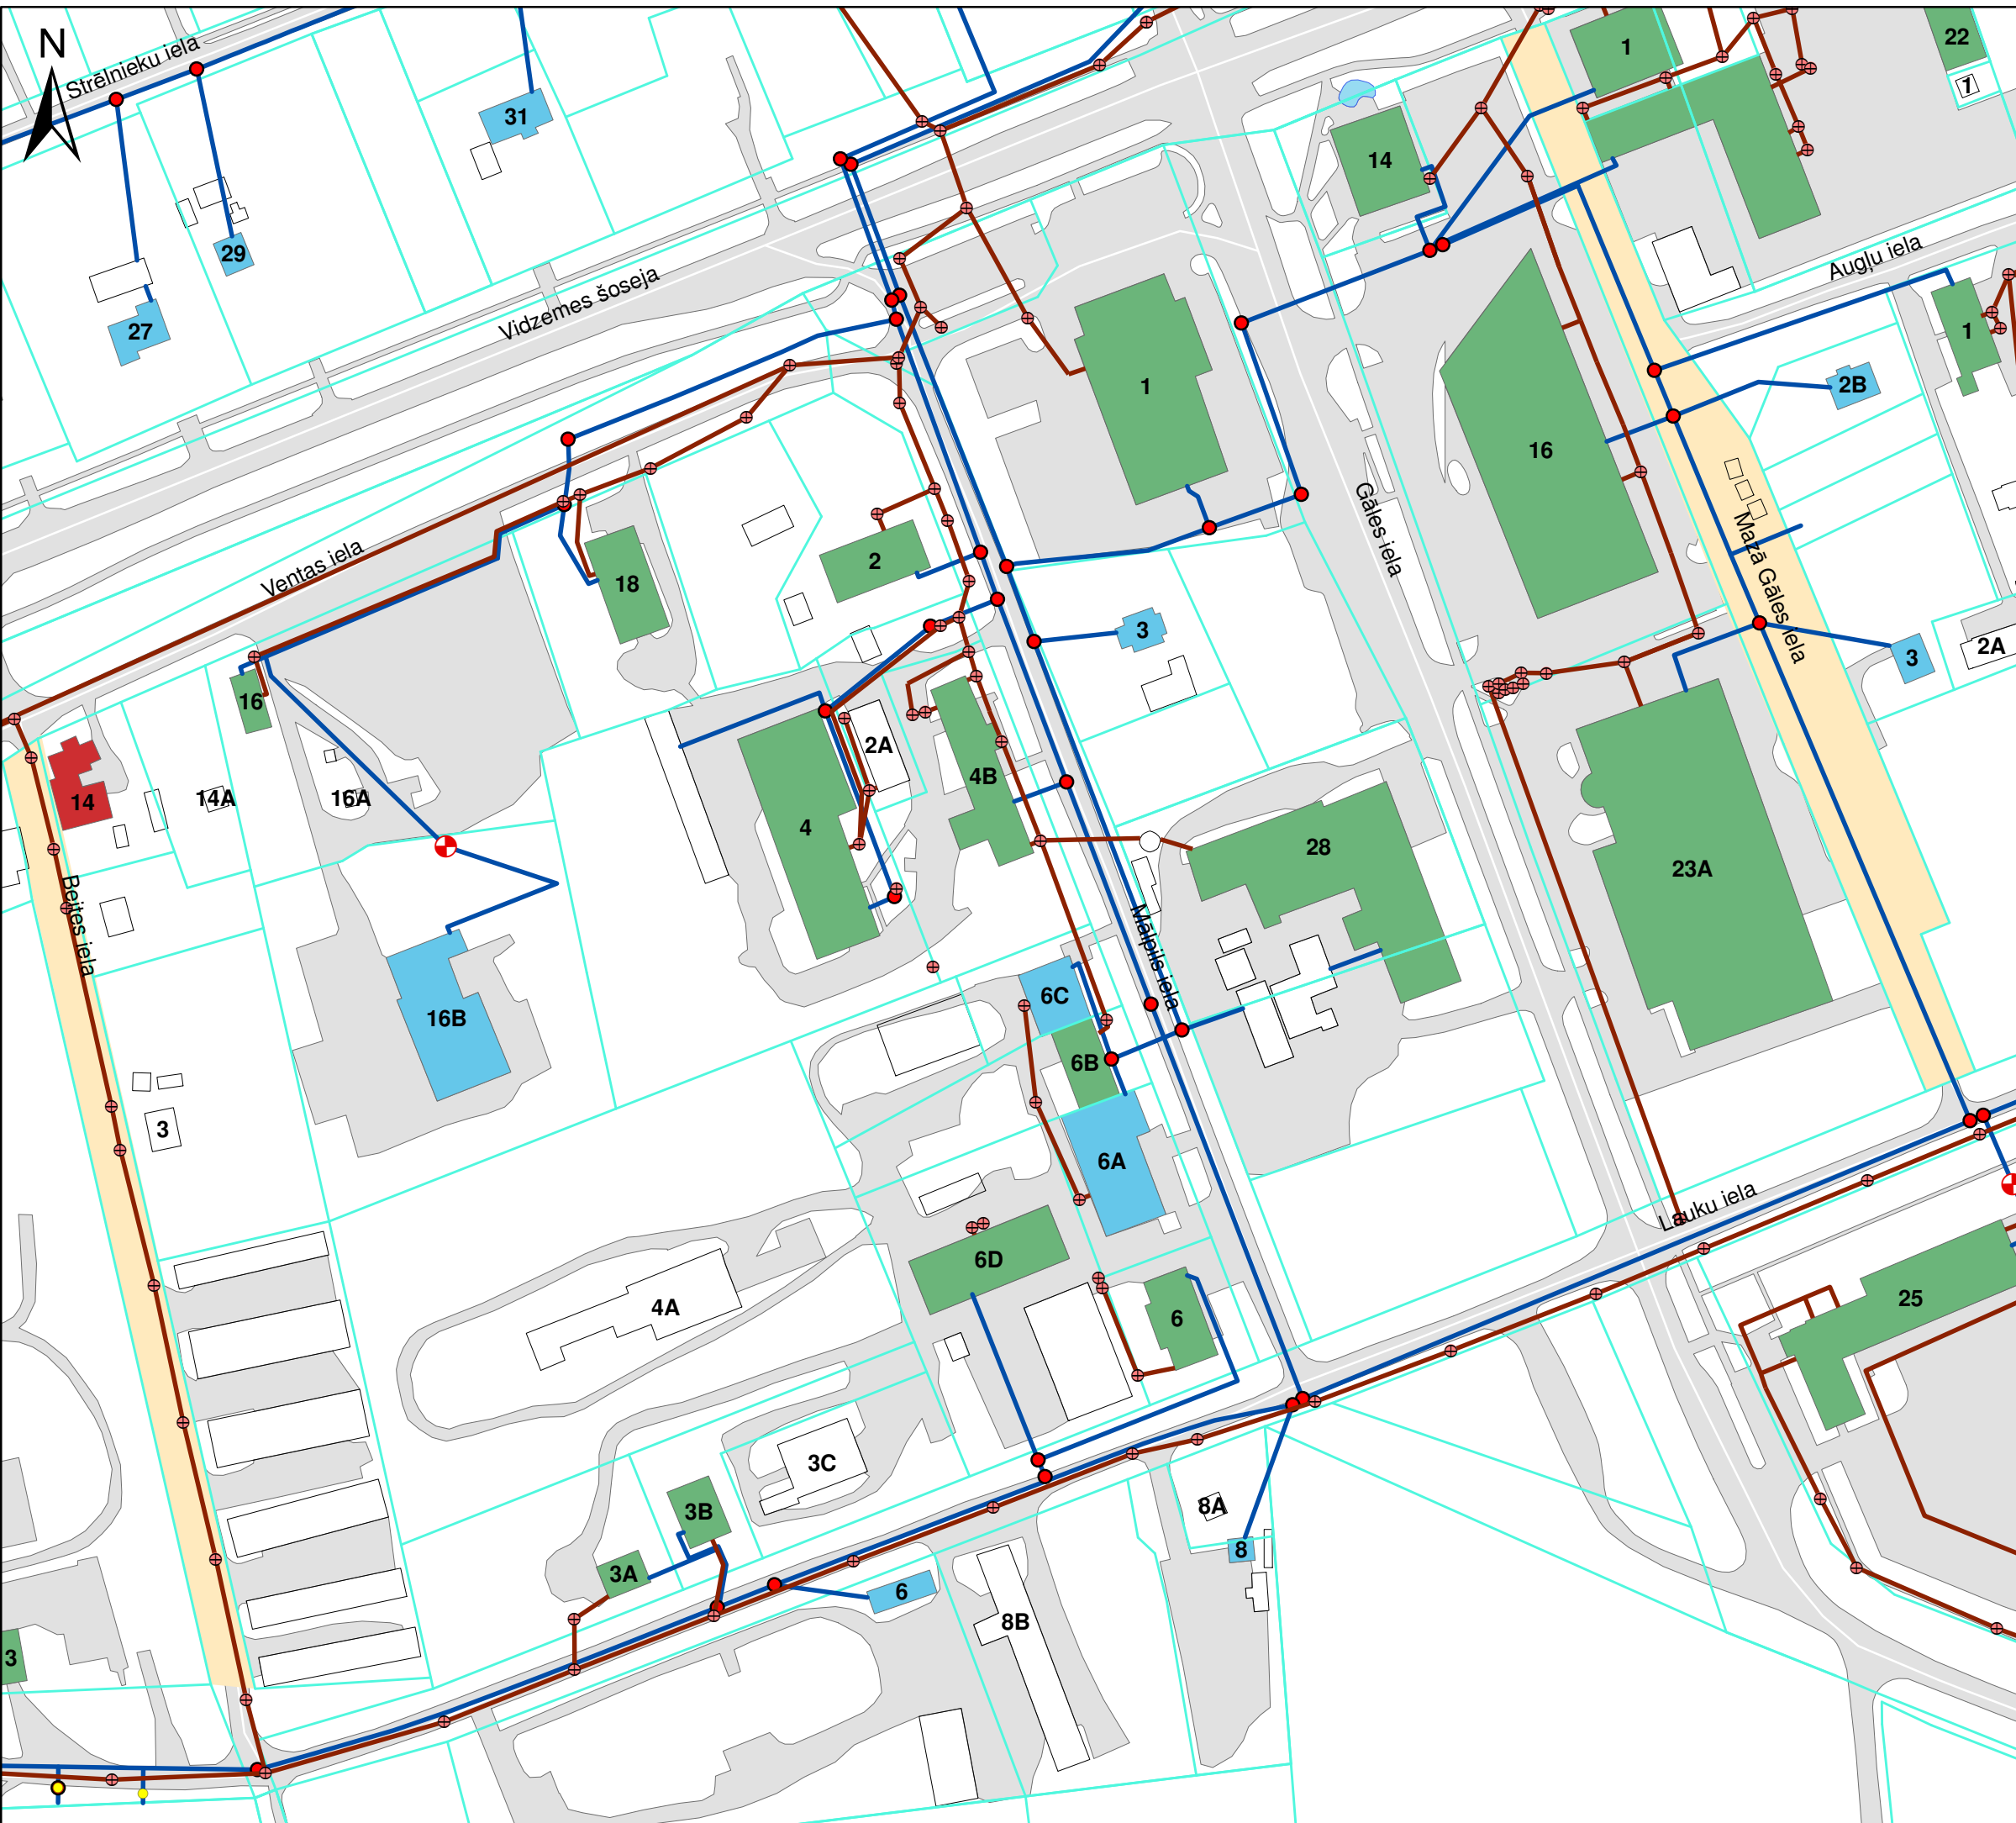 N
Strēlnieku iela
31
1
22
1
14
29
Augļu iela
27
Vidzemes šoseja
1
1
2B
16
Gāles iela
Mazā Gāles iela
Ventas iela
2
18
3
3
2A
16
2A
4B
14
14A
16A
4
28
23A
Beites iela
Mālpils iela
6C
16B
6B
3
6A
Lauku iela
6D
25
4A
6
3C
3B
8A
3A
8
6
8B
3